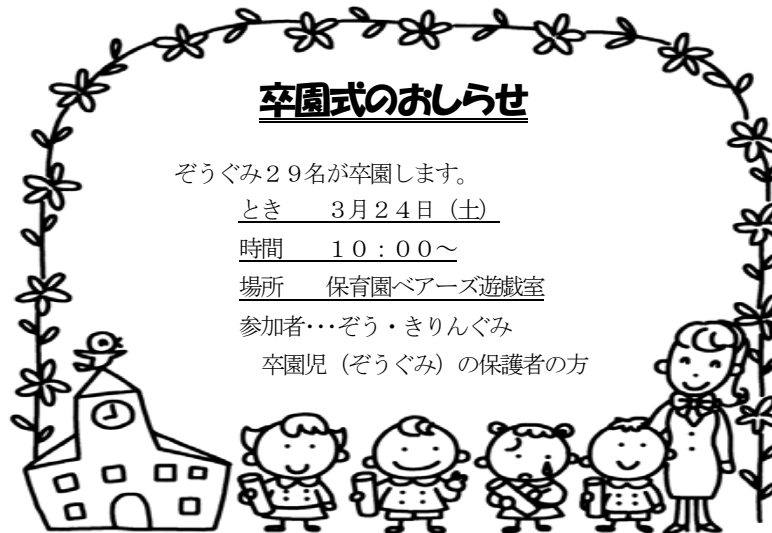 卒園式のおしらせ
ぞうぐみ２９名が卒園します。
とき　　３月２４日（土）
時間　　１０：００～
場所　　保育園ベアーズ遊戯室
参加者･･･ぞう・きりんぐみ
卒園児（ぞうぐみ）の保護者の方